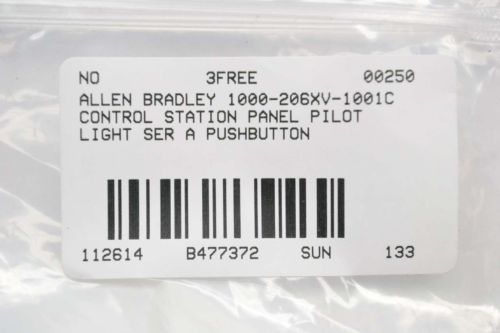 NO 3FREE 00250
ALLEN BRADLEY 1000-206XV-1001C
CONTROL STATION PANEL PILOT
LIGHT SER A PUSHBUTTON
112614 B477372 SUN 133